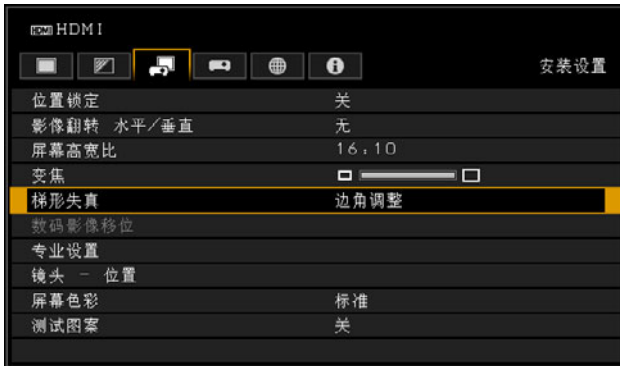 HDMI HDMI
安装设置
位置锁定 关
影像翻转 水平/垂直 无
屏幕高宽比 16:10
变焦
梯形失真 边角调整
数码影像移位
专业设置
镜头 - 位置
屏幕色彩 标准
测试图案 关